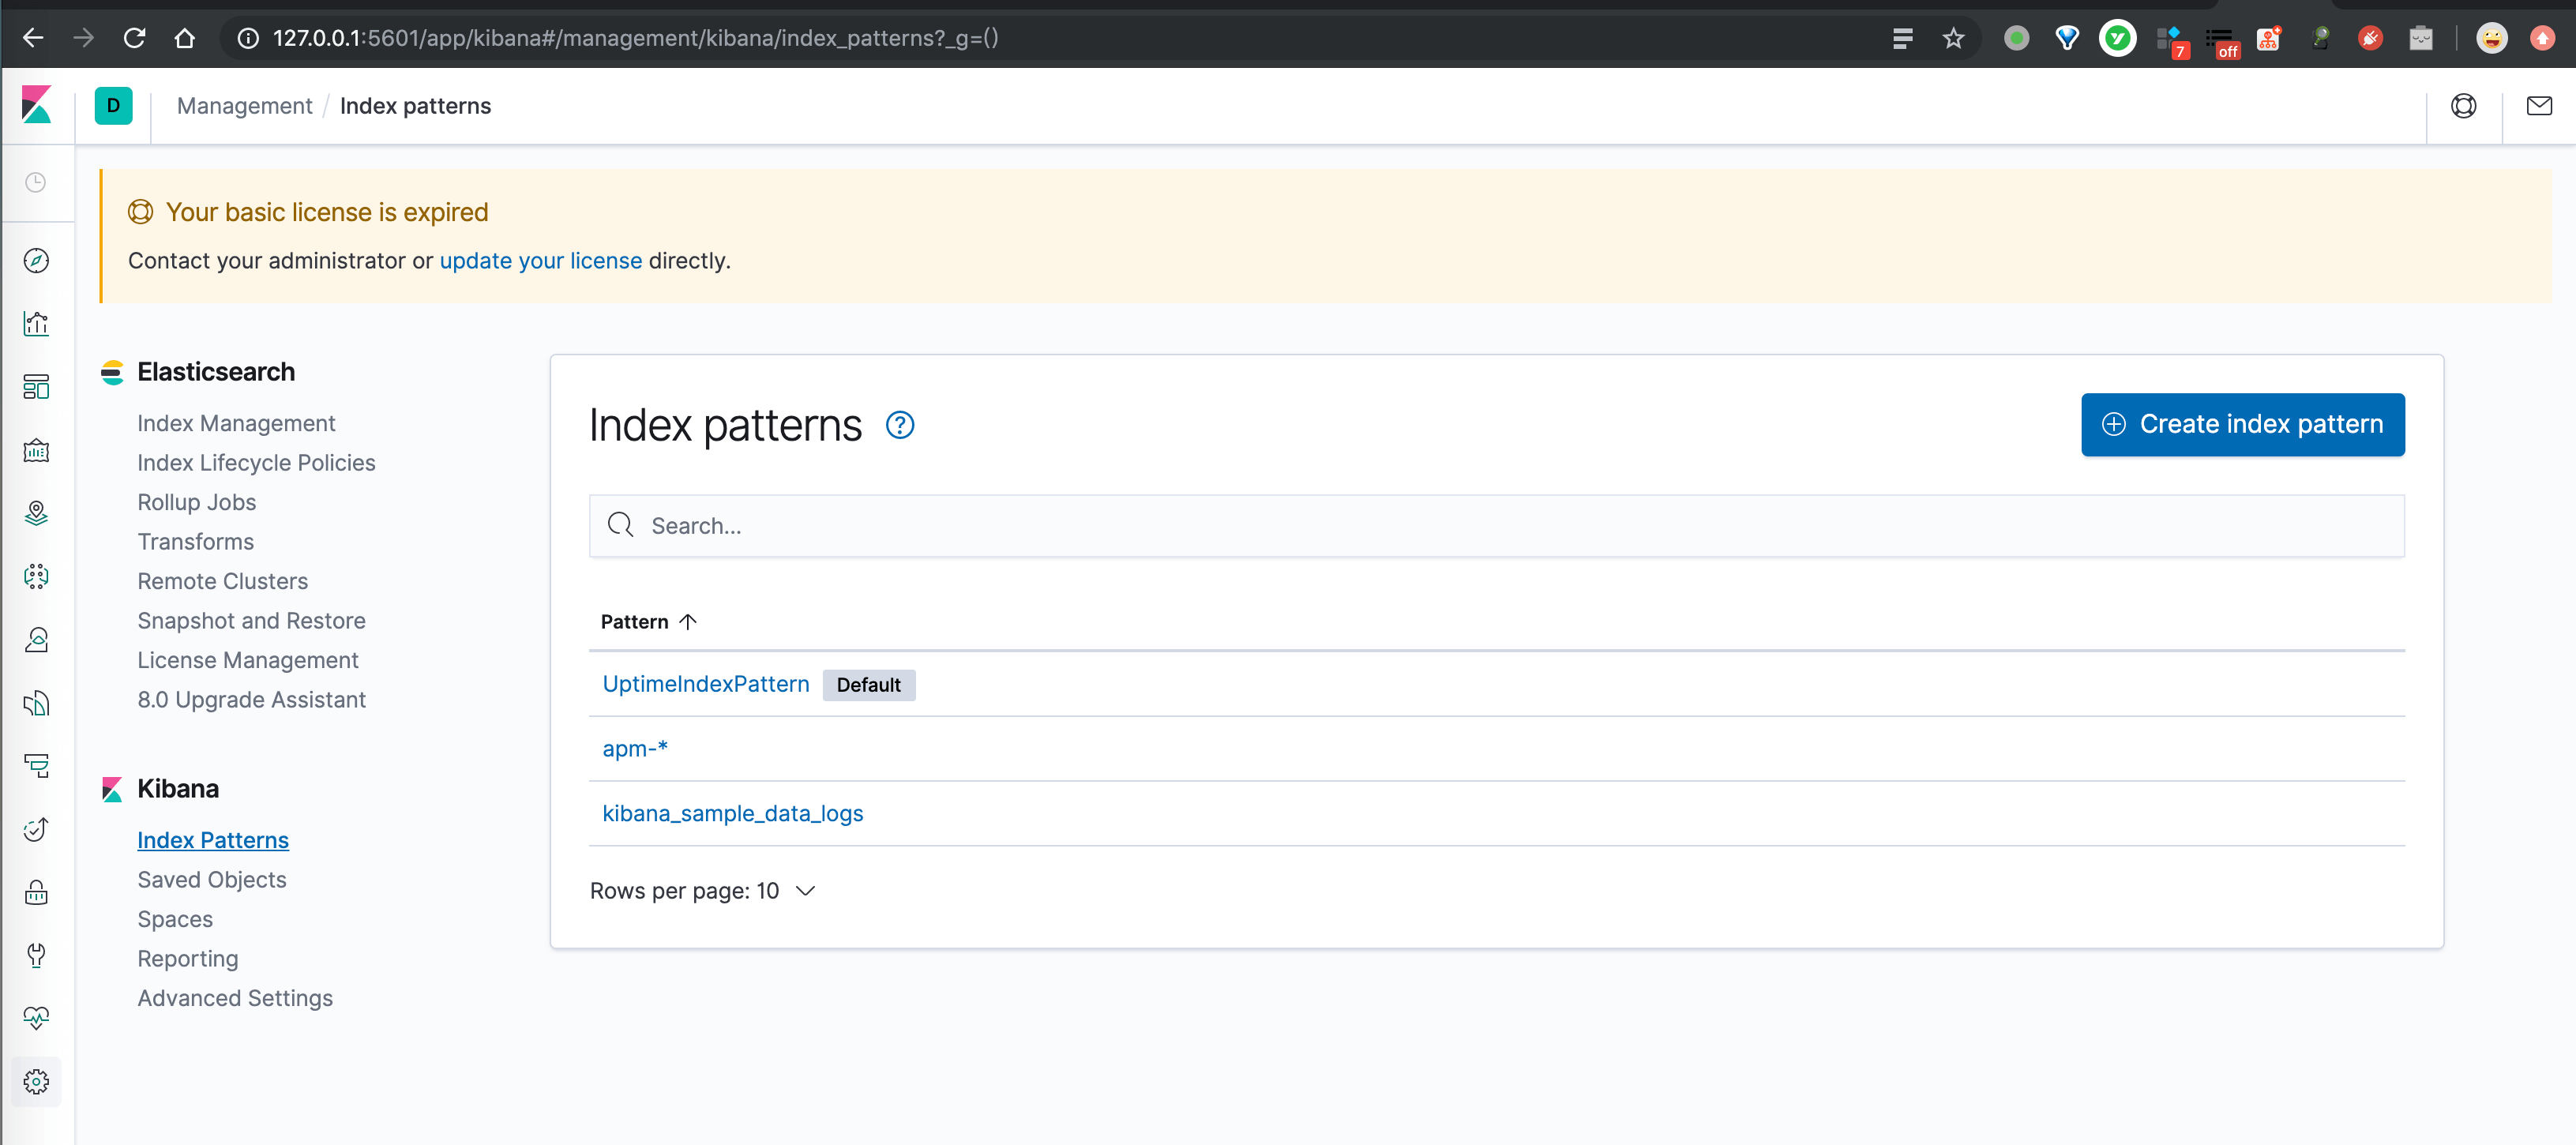 127.0.0.1:5601/app/kibana#/management/kibana/index_patterns?_g=()
7
off
D
Management / Index patterns
Your basic license is expired
Contact your administrator or update your license directly.
Elasticsearch
Index Management
Index Lifecycle Policies
Rollup Jobs
Transforms
Remote Clusters
Snapshot and Restore
License Management
8.0 Upgrade Assistant
Kibana
Index Patterns
Saved Objects
Spaces
Reporting
Advanced Settings
Index patterns
Create index pattern
Search...
Pattern
UptimeIndexPattern Default
apm-*
kibana_sample_data_logs
Rows per page: 10